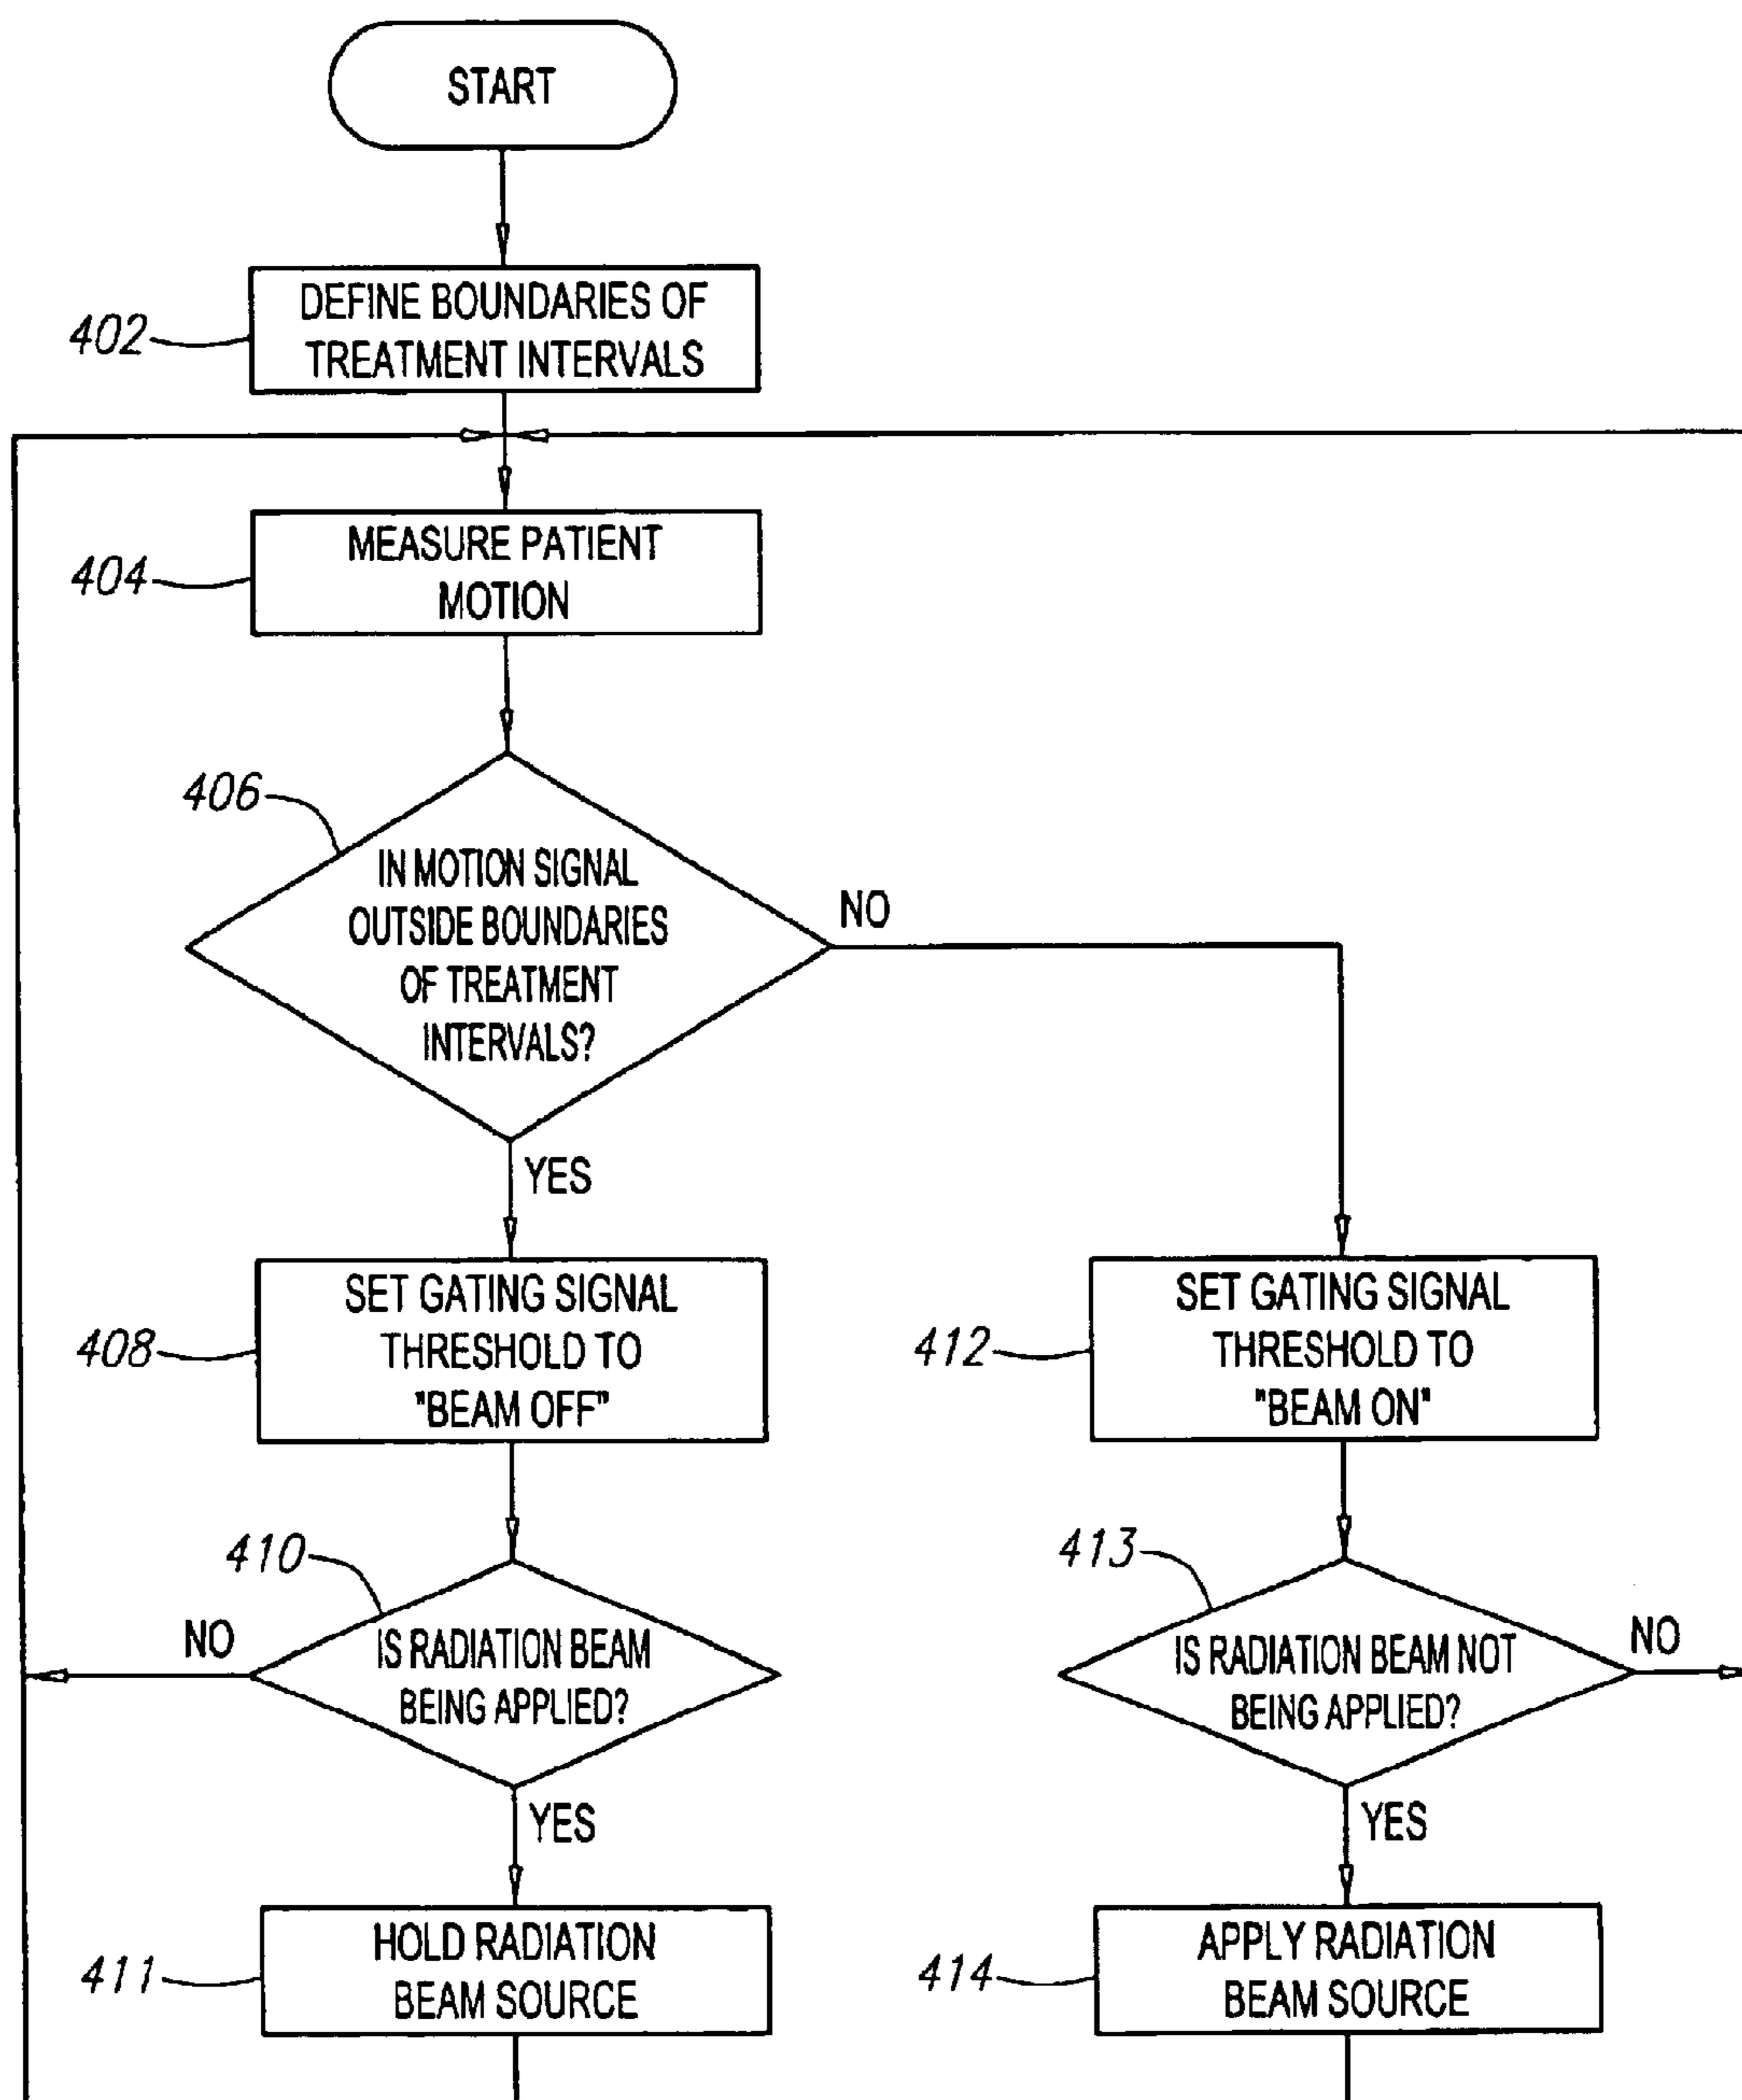 START
402
DEFINE BOUNDARIES OF
TREATMENT INTERVALS
404
MEASURE PATIENT
MOTION
406
IN MOTION SIGNAL
OUTSIDE BOUNDARIES
OF TREATMENT
INTERVALS?
NO
YES
408
SET GATING SIGNAL
THRESHOLD TO
"BEAM OFF"
412
SET GATING SIGNAL
THRESHOLD TO
"BEAM ON"
410
NO
IS RADIATION BEAM
BEING APPLIED?
YES
413
IS RADIATION BEAM NOT
BEING APPLIED?
NO
YES
411
HOLD RADIATION
BEAM SOURCE
414
APPLY RADIATION
BEAM SOURCE